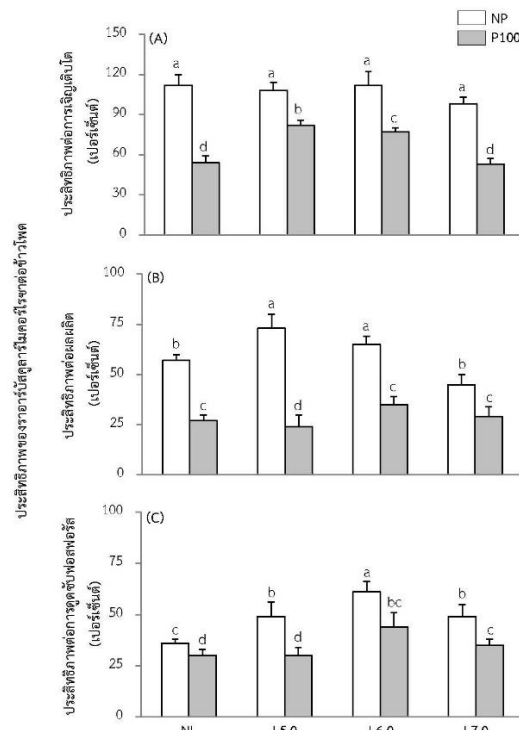 NP
P100
ประสิทธิภาพของราอาร์บัสคูลาร์ไมคอร์ไรซาต่อข้าวโพด
(A)
ประสิทธิภาพต่อการเจริญเติบโต
(เปอร์เซ็นต์)
150
120
90
60
30
0
a d a b a c a d
(B)
ประสิทธิภาพต่อผลผลิต
(เปอร์เซ็นต์)
100
75
50
25
0
b c a d a c b c
(C)
ประสิทธิภาพต่อการดูดซับฟอสฟอรัส
(เปอร์เซ็นต์)
100
75
50
25
0
c d b d a bc b c